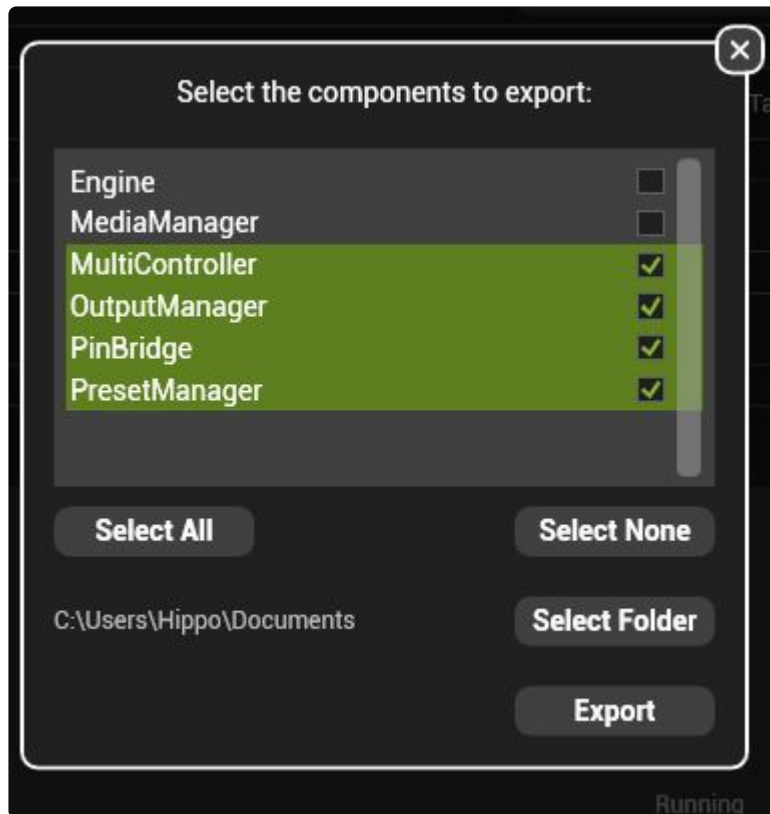 Select the components to export:
Engine
MediaManager
MultiController
OutputManager
PinBridge
PresetManager
Select All
Select None
C:\Users\Hippo\Documents
Select Folder
Export
Running